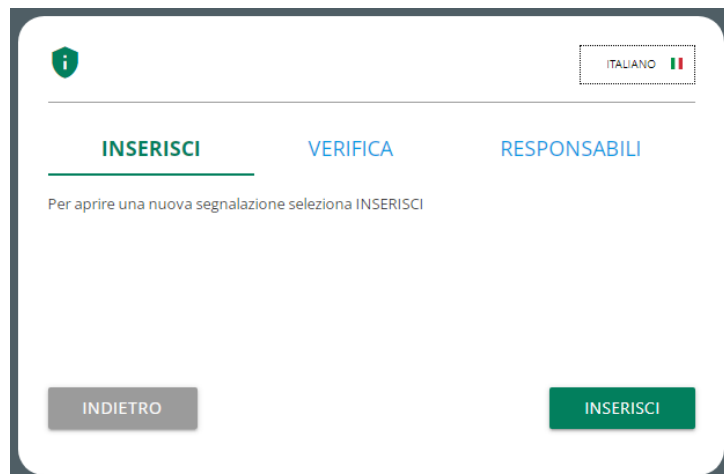 ITALIANO
INSERISCI VERIFICA RESPONSABILI
Per aprire una nuova segnalazione seleziona INSERISCI
INDIETRO INSERISCI